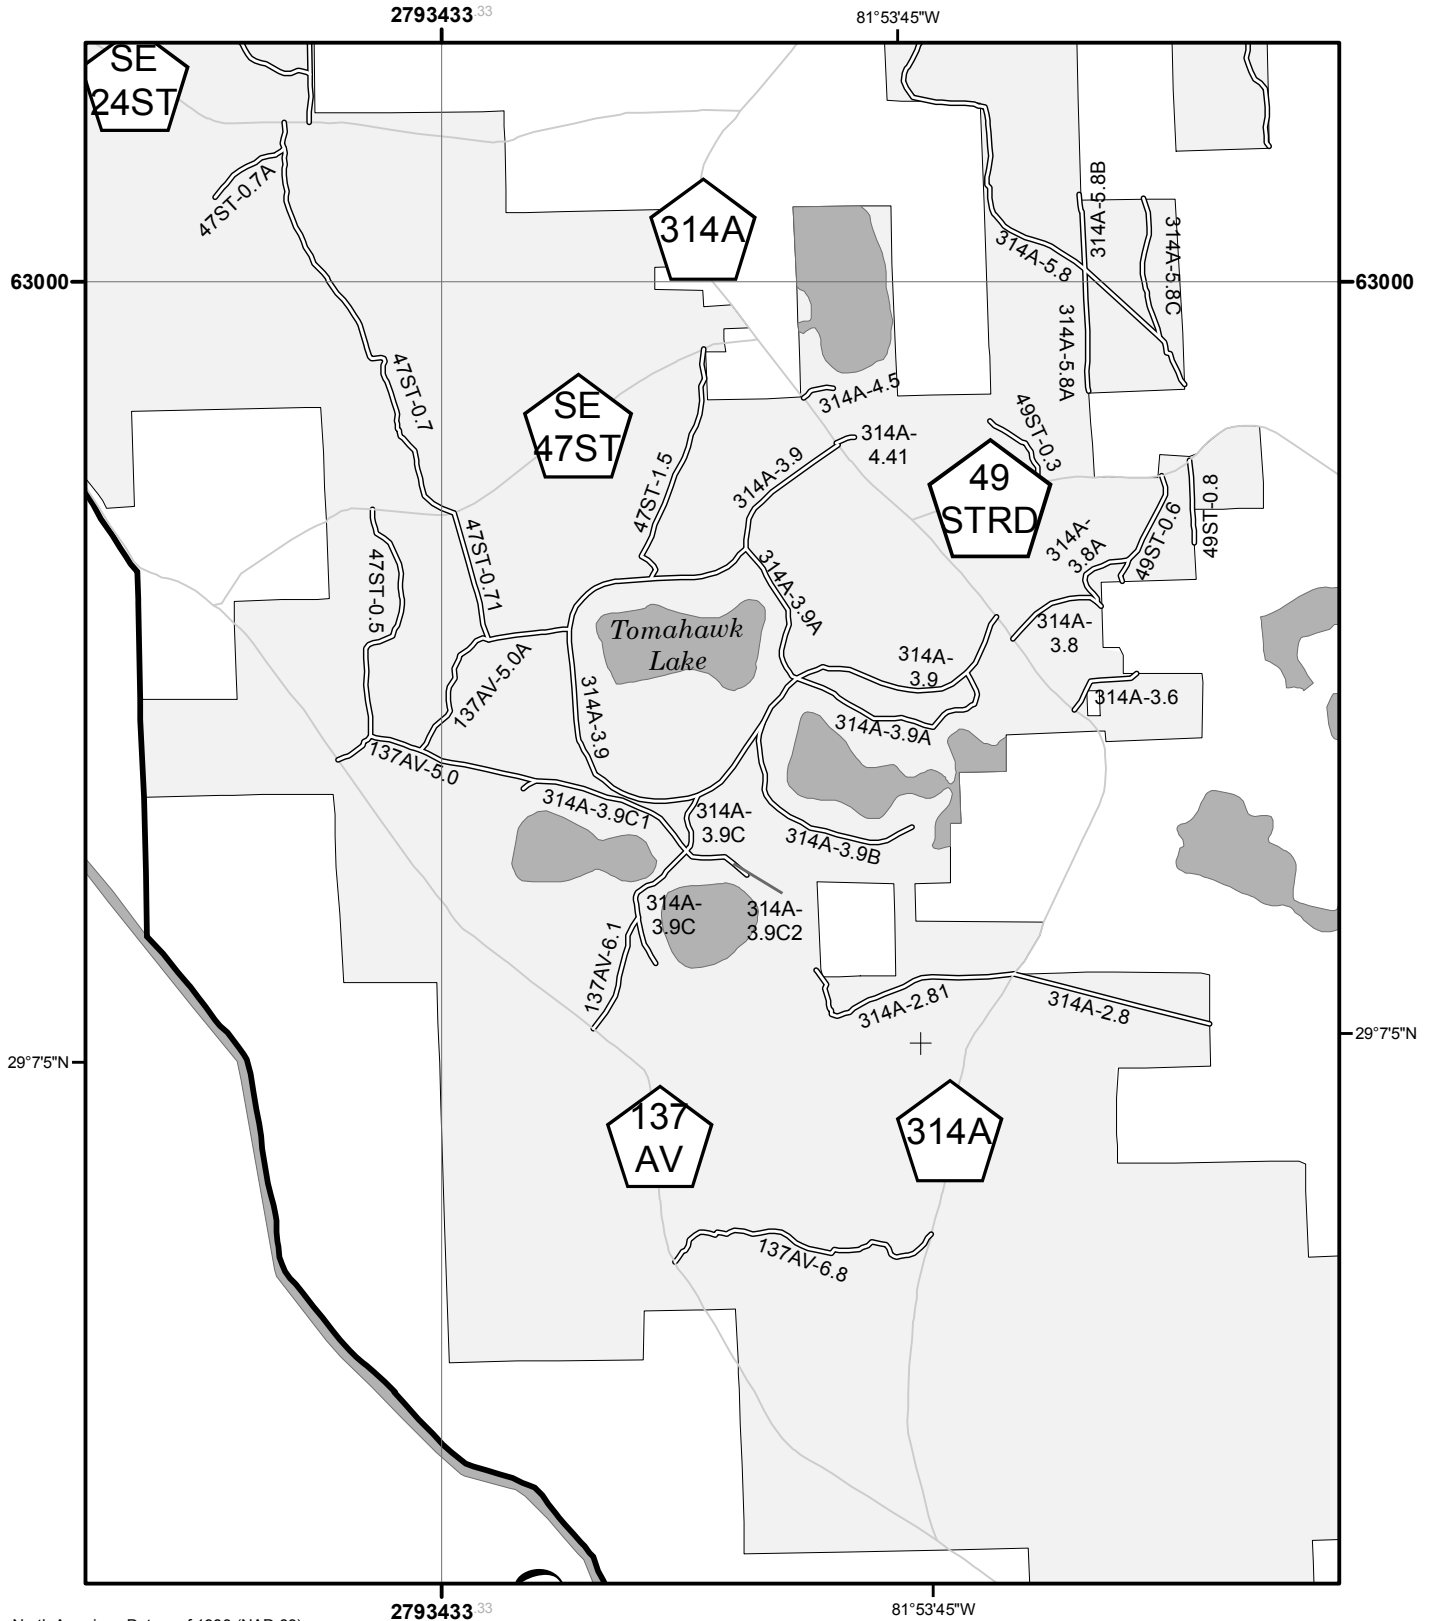 2793433.33
81°53'45"W
SE
24ST
47ST-0.7A
314A
314A-5.8B
314A-5.8
314A-5.8C
63000
63000
314A-5.8A
47ST-0.7
SE
47ST
314A-4.5
314A-
4.41
49ST-0.3
314A-3.9
47ST-1.5
49
STRD
49ST-0.8
49ST-0.6
314A-
3.8A
47ST-0.71
47ST-0.5
314A-3.9A
Tomahawk
Lake
314A-
3.8
314A-
3.9
137AV-5.0A
314A-3.9
314A-3.6
314A-3.9A
137AV-5.0
314A-3.9C1
314A-
3.9C
314A-3.9B
314A-
3.9C
314A-
3.9C2
137AV-6.1
314A-2.81
314A-2.8
29°7'5"N
29°7'5"N
137
AV
314A
137AV-6.8
2793433.33
81°53'45"W